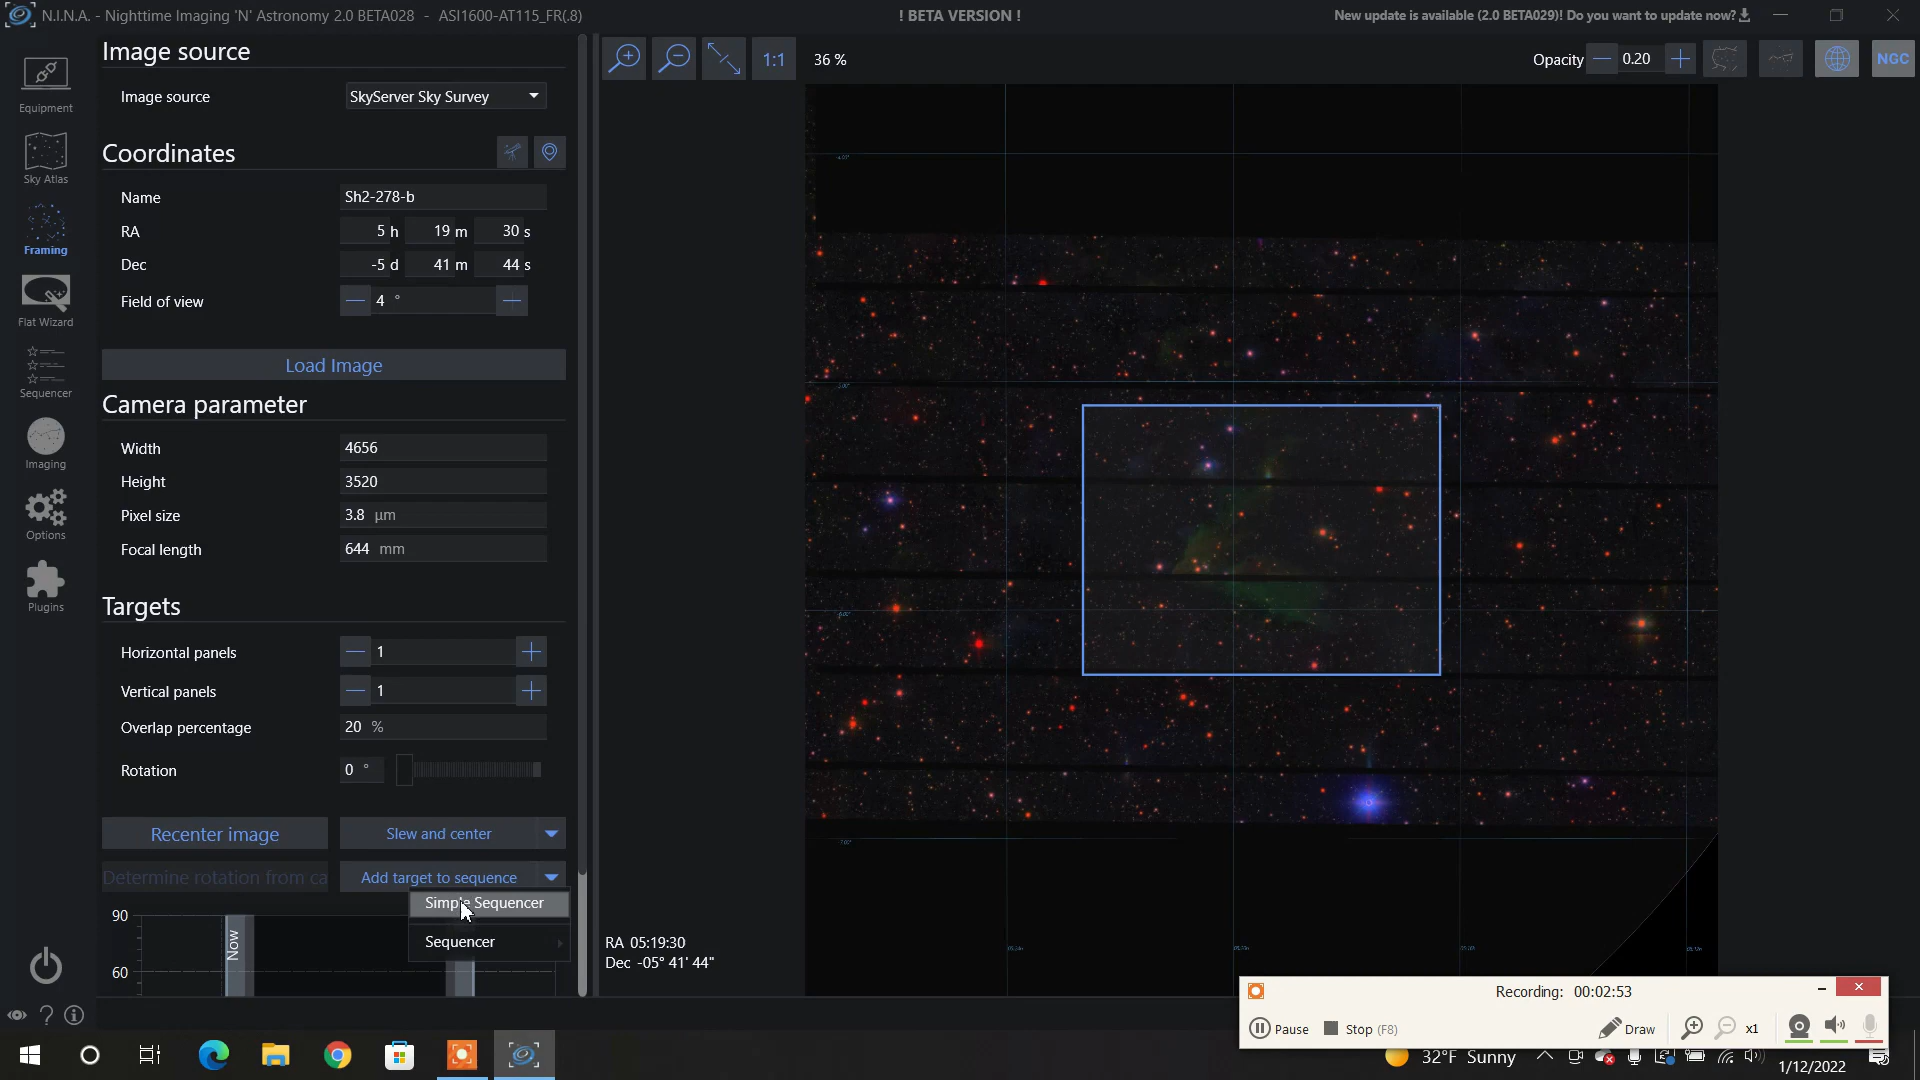 N.I.N.A. - Nighttime Imaging 'N' Astronomy 2.0 BETA028 - ASI1600-AT115_FR(.8)
! BETA VERSION !
New update is available (2.0 BETA029)! Do you want to update now?
Equipment
Sky Atlas
Framing
Flat Wizard
Sequencer
Imaging
Options
Plugins
Image source
Image source SkyServer Sky Survey
Coordinates
Name Sh2-278-b
RA 5 h 19 m 30 s
Dec -5 d 41 m 44 s
Field of view 4 °
Load Image
Camera parameter
Width 4656
Height 3520
Pixel size 3.8 µm
Focal length 644 mm
Targets
Horizontal panels 1
Vertical panels 1
Overlap percentage 20 %
Rotation 0 °
Recenter image Slew and center
Determine rotation from ca Add target to sequence
Simple Sequencer
Sequencer
90
60
Now
1:1 36 %
Opacity 0.20 NGC
RA 05:19:30
Dec -05° 41' 44"
Recording: 00:02:53
Pause Stop (F8) Draw x1
32°F Sunny
1/12/2022